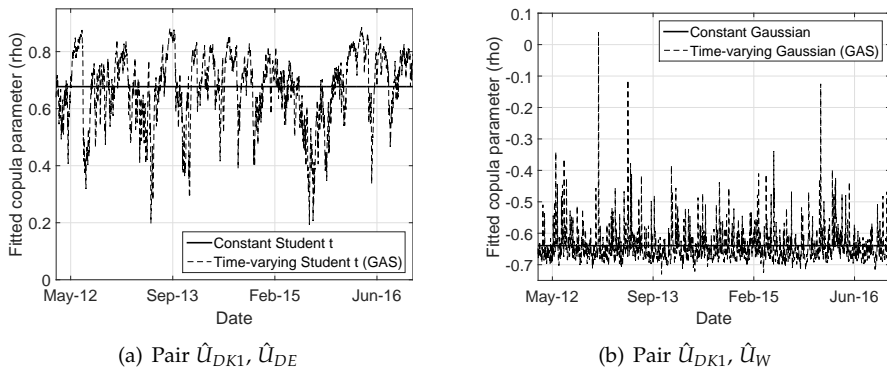 Fitted copula parameter (rho)
0.8
0.6
0.4
0.2
0
Constant Student t
Time-varying Student t (GAS)
May-12 Sep-13 Feb-15 Jun-16
Date
(a) Pair Û_DK1, Û_DE
Fitted copula parameter (rho)
0.1
0
-0.1
-0.2
-0.3
-0.4
-0.5
-0.6
-0.7
Constant Gaussian
Time-varying Gaussian (GAS)
May-12 Sep-13 Feb-15 Jun-16
Date
(b) Pair Û_DK1, Û_W